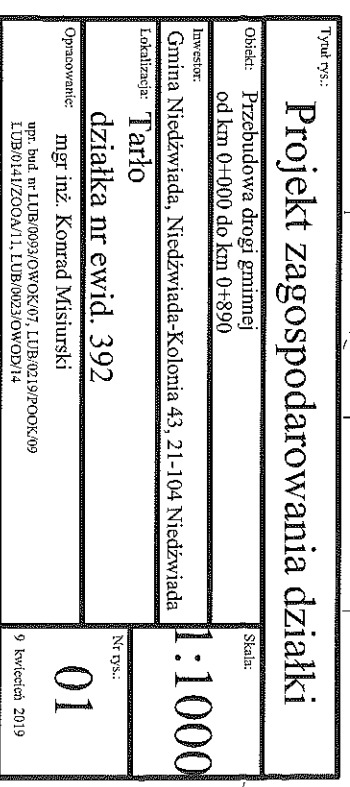 Tytuł rys.:
Projekt zagospodarowania działki
Obiekt: Przebudowa drogi gminnej
od km 0+000 do km 0+890
Skala:
1:1000
Inwestor:
Gmina Niedźwiada, Niedźwiada-Kolonia 43, 21-104 Niedźwiada
Lokalizacja: Tarło
działka nr ewid. 392
Nr rys.:
01
Opracowanie: mgr inż. Konrad Misiurski
upr. bud. nr LUB/0093/OWOK/07, LUB/0219/POOK/09
LUB/0141/ZOOA/11, LUB/0023/OWOD/14
9 kwiecień 2019